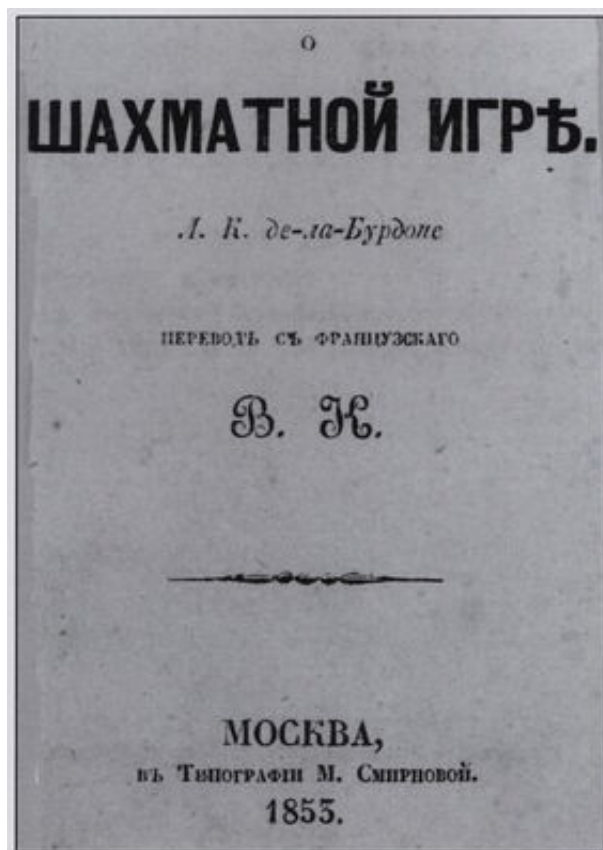 О
ШАХМАТНОЙ ИГРѢ.
Л. К. де-ла-Бурдоне
ПЕРЕВОДЪ СЪ ФРАНЦУЗСКАГО
В. К.
МОСКВА,
въ Типографіи М. Смирновой.
1853.